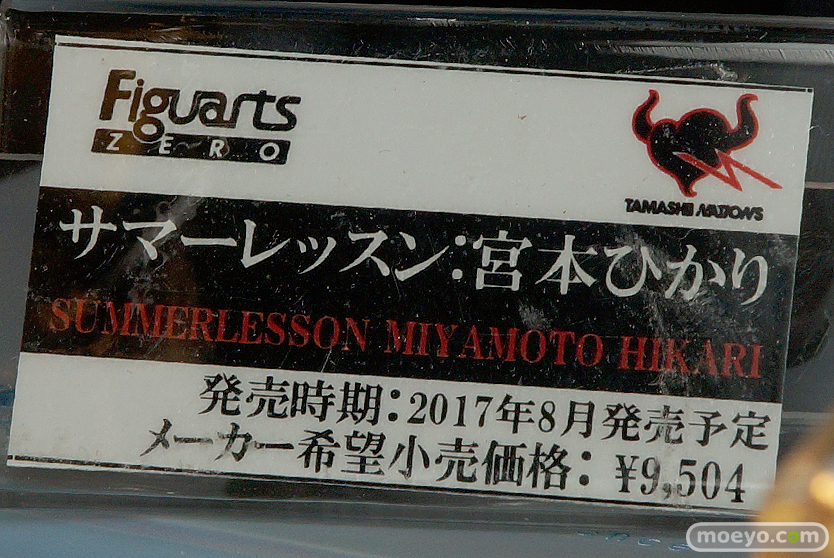 Figuarts
ZERO
TAMASHII NATIONS
サマーレッスン:宮本ひかり
SUMMERLESSON MIYAMOTO HIKARI
発売時期:2017年8月発売予定
メーカー希望小売価格:¥9,504
moeyo.com